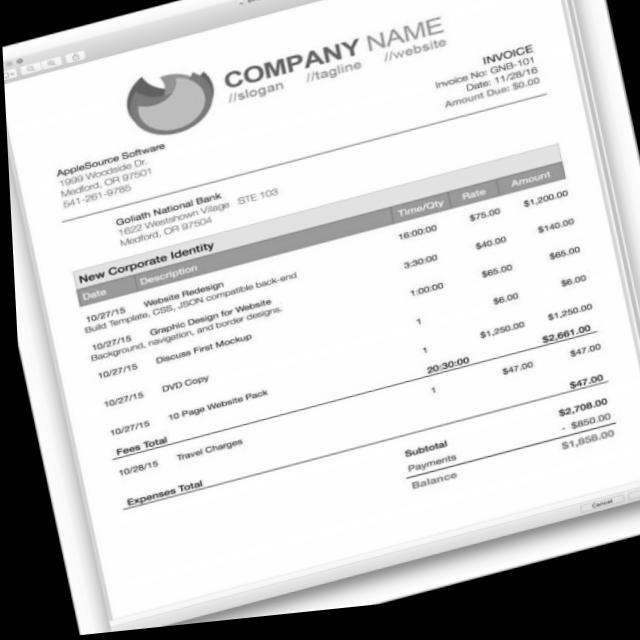 COMPANY NAME
//slogan //tagline //website
INVOICE
Invoice No: GNB-101
Date: 11/28/16
Amount Due: $0.00
AppleSource Software
1999 Woodside Dr.
Medford, OR 97501
541-261-9785
Goliath National Bank
1622 Westshown Village STE 103
Medford, OR 97504
New Corporate Identity
Date Description Time/Qty Rate Amount
10/27/15 Website Redesign 16:00:00 $75.00 $1,200.00
Build Template, CSS, JSON compatible back-end
10/27/15 Graphic Design for Website 3:30:00 $40.00 $140.00
Background, navigation, and border designs.
10/27/15 Discuss First Mockup 1:00:00 $65.00 $65.00
10/27/15 DVD Copy 1 $6.00 $6.00
10/27/15 10 Page Website Pack 1 $1,250.00 $1,250.00
Fees Total 20:30:00 $2,661.00
10/28/15 Travel Charges 1 $47.00 $47.00
Expenses Total $47.00
Subtotal $2,708.00
Payments - $850.00
Balance $1,858.00
Cancel